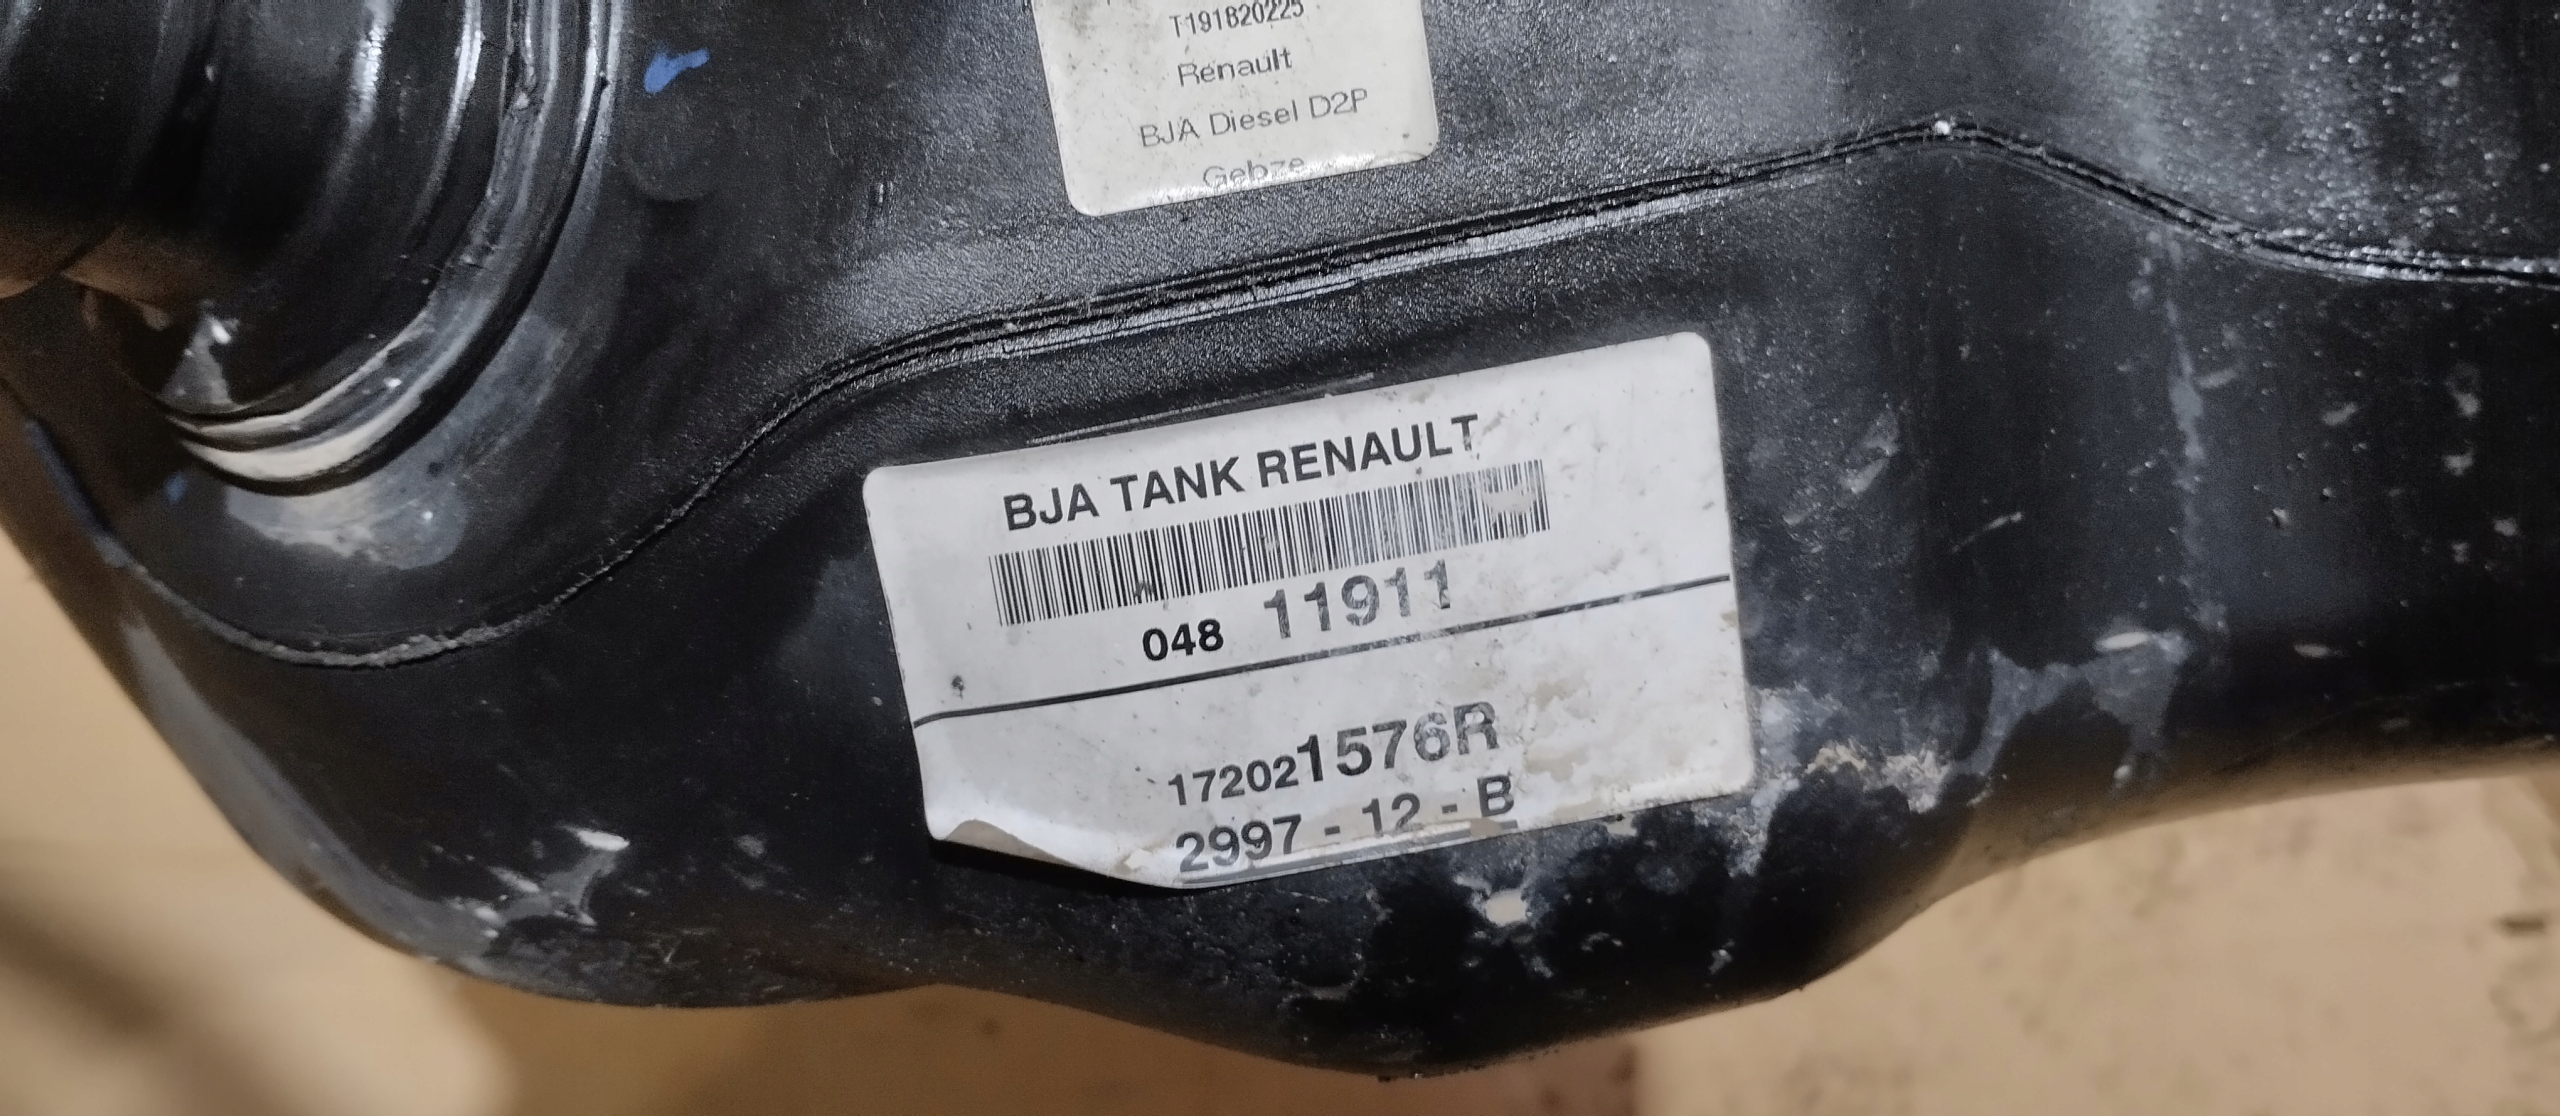 T191820225
Renault
BJA Diesel D2P
Gebze
BJA TANK RENAULT
048 11911
172021576R
2997 - 12 - B